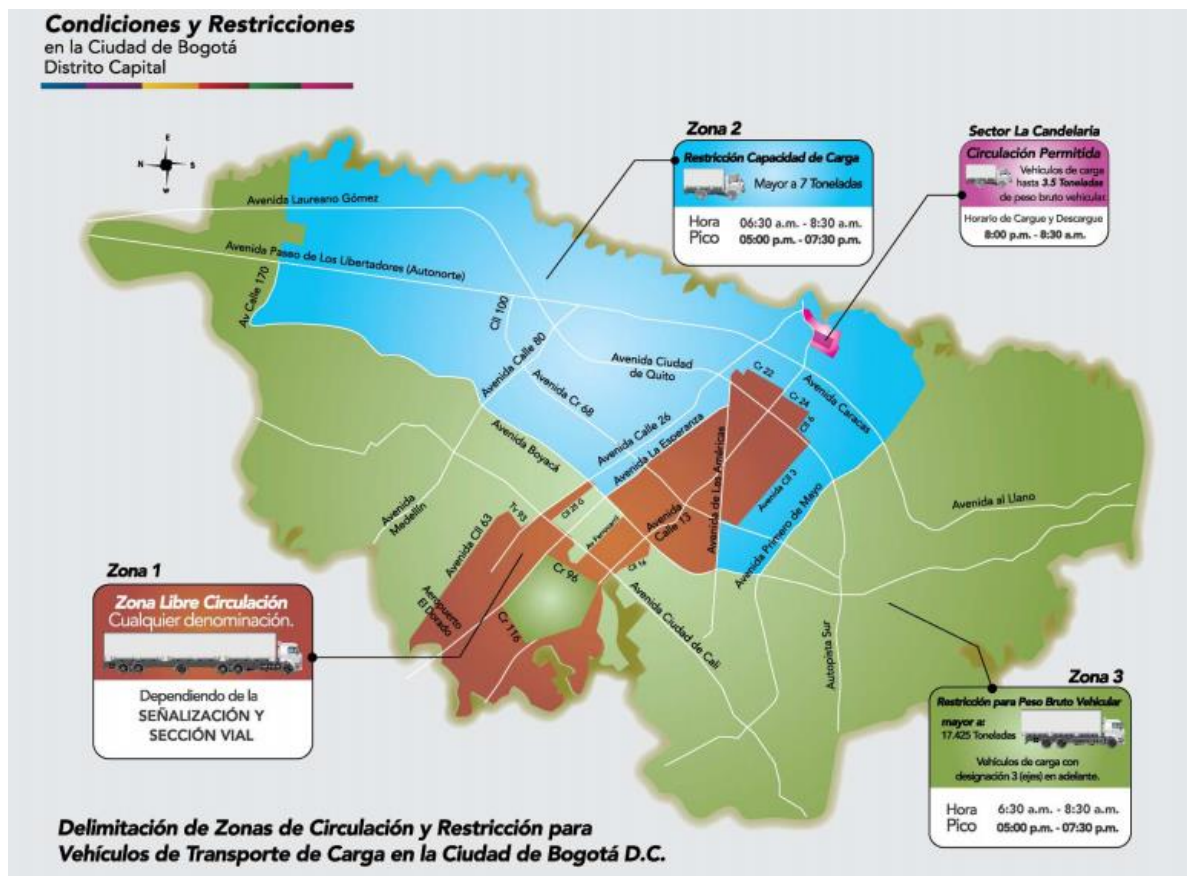 Condiciones y Restricciones
en la Ciudad de Bogotá
Distrito Capital
E
N
S
W
Zona 2
Restricción Capacidad de Carga
Mayor a 7 Toneladas
Hora
Pico
06:30 a.m. - 8:30 a.m.
05:00 p.m. - 07:30 p.m.
Sector La Candelaria
Circulación Permitida
Vehículos de carga
hasta 3.5 Toneladas
de peso bruto vehicular.
Horario de Cargue y Descargue
8:00 p.m. - 8:30 a.m.
Avenida Laureano Gómez
Avenida Paseo de Los Libertadores (Autonorte)
Av Calle 170
Cll 100
Avenida Calle 80
Avenida Ciudad
de Quito
Avenida Cr 68
Cr 22
Cr 24
Cll 6
Avenida Caracas
Avenida Calle 26
Avenida La Esperanza
Avenida de Las Américas
Avenida Boyacá
Avenida Cll 3
Avenida Primero de Mayo
Avenida al Llano
Avenida
Medellín
Tv 93
Cll 25 G
Av Ferrocarril
Avenida
Calle 13
Avenida Cll 63
Cr 96
Cll 16
Aeropuerto
El Dorado
Cr 116
Avenida Ciudad de Cali
Autopista Sur
Zona 1
Zona Libre Circulación
Cualquier denominación.
Dependiendo de la
SEÑALIZACIÓN Y
SECCIÓN VIAL
Zona 3
Restricción para Peso Bruto Vehicular
mayor a:
17.425 Toneladas
Vehículos de carga con
designación 3 (ejes) en adelante.
Hora
Pico
6:30 a.m. - 8:30 a.m.
05:00 p.m. - 07:30 p.m.
Delimitación de Zonas de Circulación y Restricción para
Vehículos de Transporte de Carga en la Ciudad de Bogotá D.C.